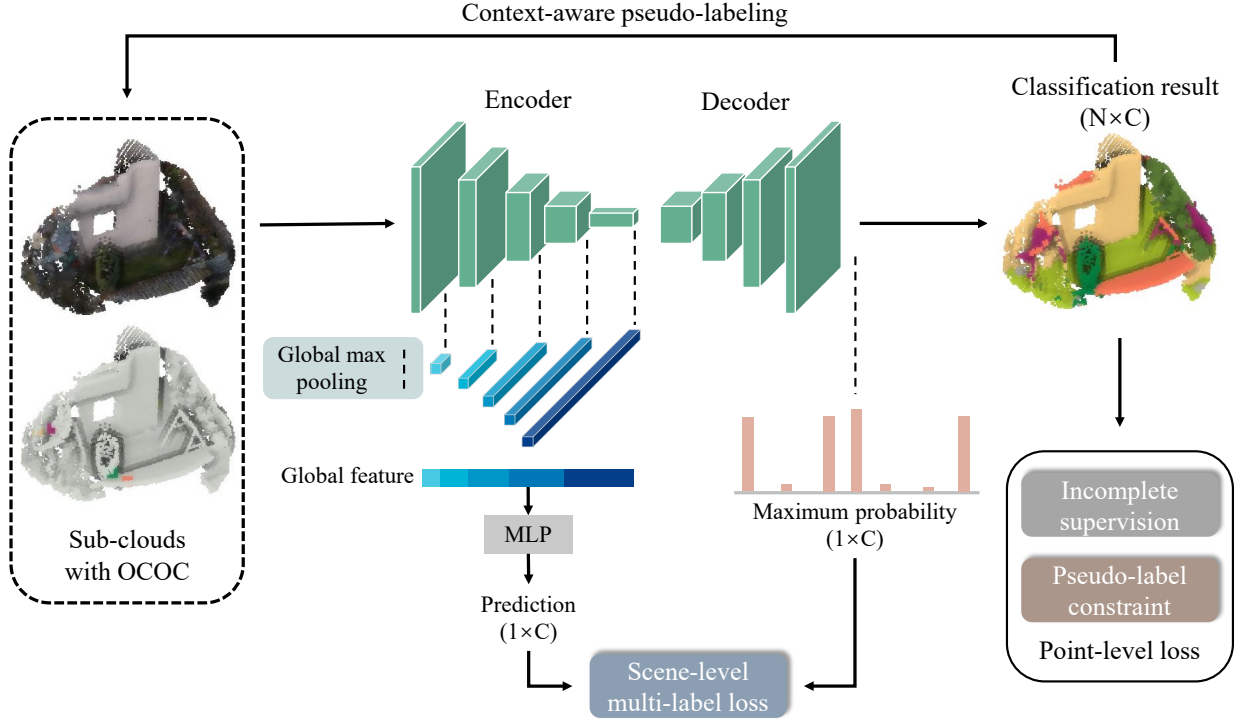 Context-aware pseudo-labeling
Encoder
Decoder
Classification result
(N×C)
Global max
pooling
Global feature
MLP
Prediction
(1×C)
Maximum probability
(1×C)
Scene-level
multi-label loss
Sub-clouds
with OCOC
Incomplete
supervision
Pseudo-label
constraint
Point-level loss